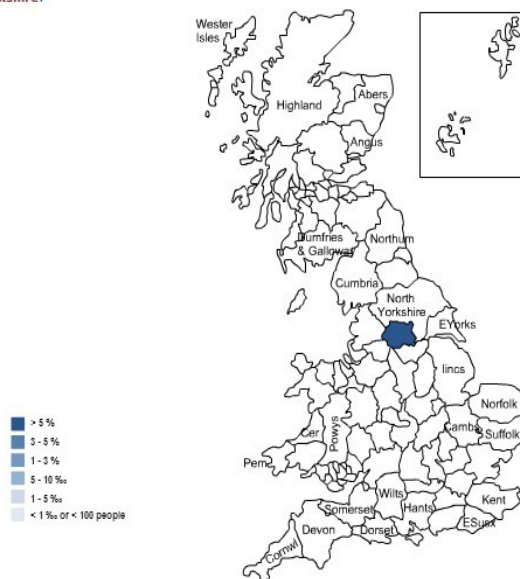 Wester
Isles
Highland
Abers
Angus
Dumfries
& Galloway
Northum
Cumbria
North
Yorkshire
EYorks
lincs
Norfolk
Cambs
Suffolk
Cer
Powys
Pem
> 5 %
3 - 5 %
1 - 3 %
5 - 10 ‰
1 - 5 ‰
< 1 ‰ or < 100 people
Wilts
Kent
Somerset
Hants
ESusx
Devon
Dorset
Cornwl